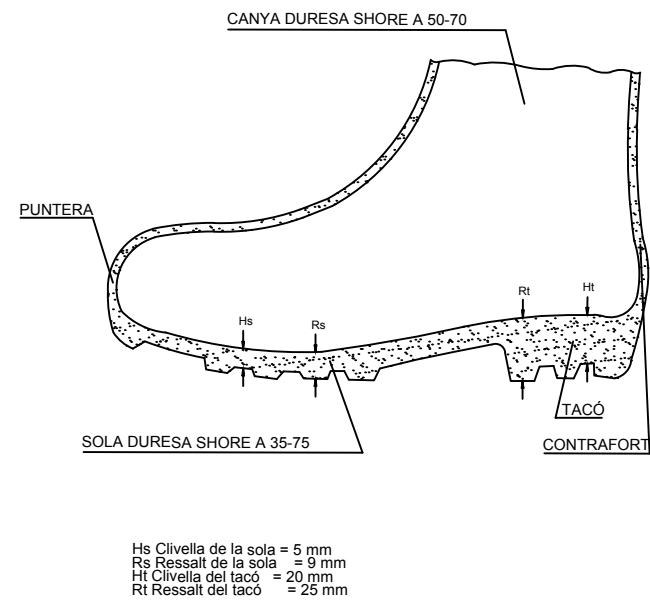 CANYA DURESA SHORE A 50-70
PUNTERA
Rt
Ht
Hs
Rs
TACÓ
SOLA DURESA SHORE A 35-75
CONTRAFORT
Hs Clivella de la sola = 5 mm
Rs Ressalt de la sola = 9 mm
Ht Clivella del tacó = 20 mm
Rt Ressalt del tacó = 25 mm